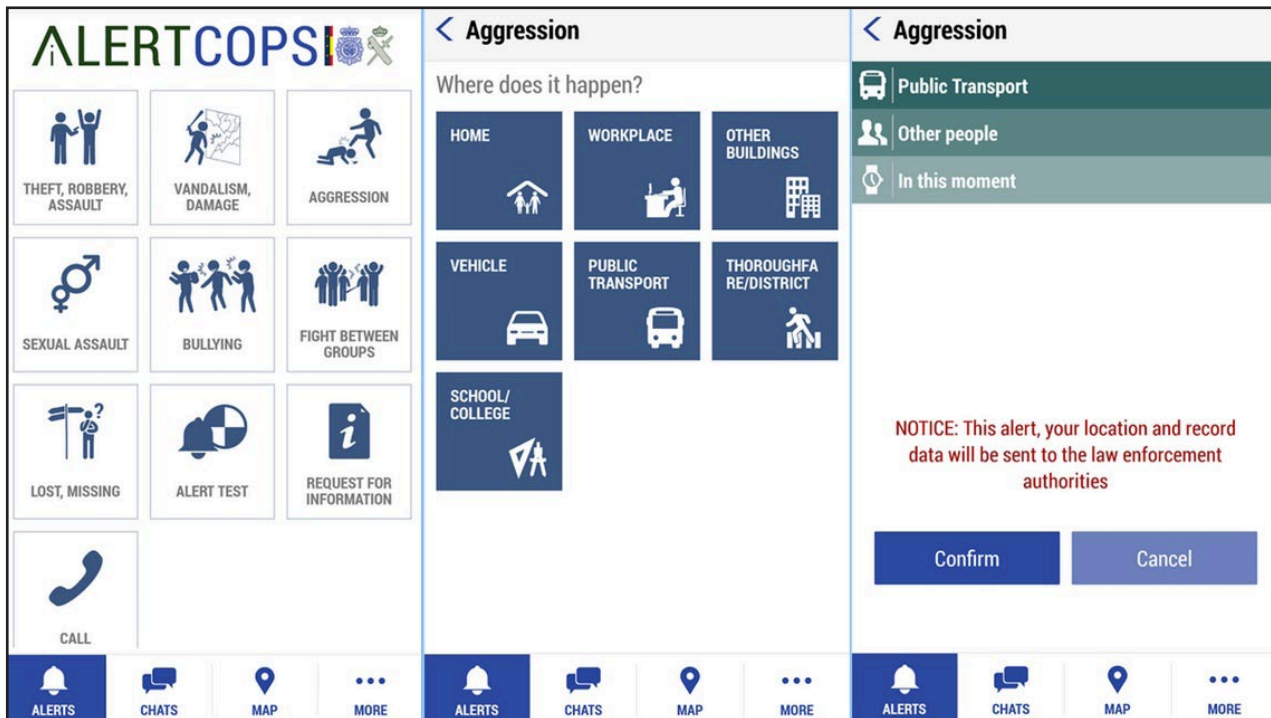 ALERTCOPS
THEFT, ROBBERY,
ASSAULT
VANDALISM,
DAMAGE
AGGRESSION
SEXUAL ASSAULT
BULLYING
FIGHT BETWEEN
GROUPS
LOST, MISSING
ALERT TEST
REQUEST FOR
INFORMATION
CALL
ALERTS
CHATS
MAP
MORE
Aggression
Where does it happen?
HOME
WORKPLACE
OTHER
BUILDINGS
VEHICLE
PUBLIC
TRANSPORT
THOROUGHFA
RE/DISTRICT
SCHOOL/
COLLEGE
ALERTS
CHATS
MAP
MORE
Aggression
Public Transport
Other people
In this moment
NOTICE: This alert, your location and record
data will be sent to the law enforcement
authorities
Confirm
Cancel
ALERTS
CHATS
MAP
MORE